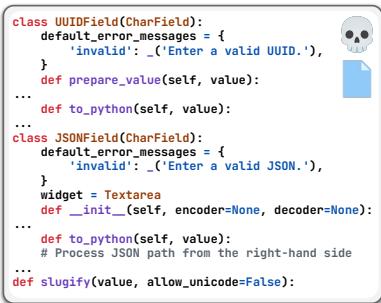 class UUIDField(CharField):
    default_error_messages = {
        'invalid': _('Enter a valid UUID.'),
    }
    def prepare_value(self, value):
...
    def to_python(self, value):
...
class JSONField(CharField):
    default_error_messages = {
        'invalid': _('Enter a valid JSON.'),
    }
    widget = Textarea
    def __init__(self, encoder=None, decoder=None):
...
    def to_python(self, value):
    # Process JSON path from the right-hand side
...
def slugify(value, allow_unicode=False):